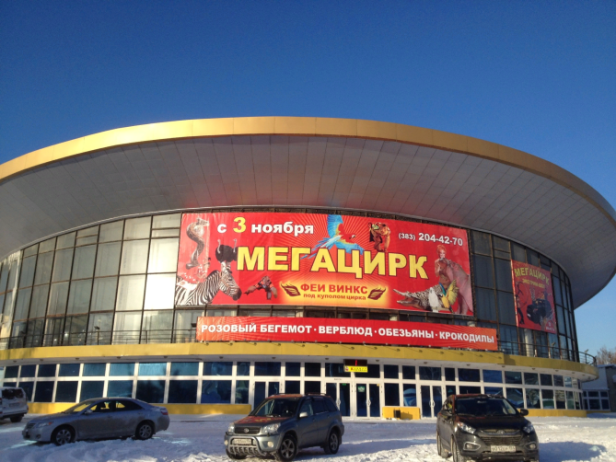 с 3 ноября
(383) 204-42-70
МЕГАЦИРК
ФЕИ ВИНКС
под куполом цирка
РОЗОВЫЙ БЕГЕМОТ · ВЕРБЛЮД · ОБЕЗЬЯНЫ · КРОКОДИЛЫ
МЕГАЦИРК